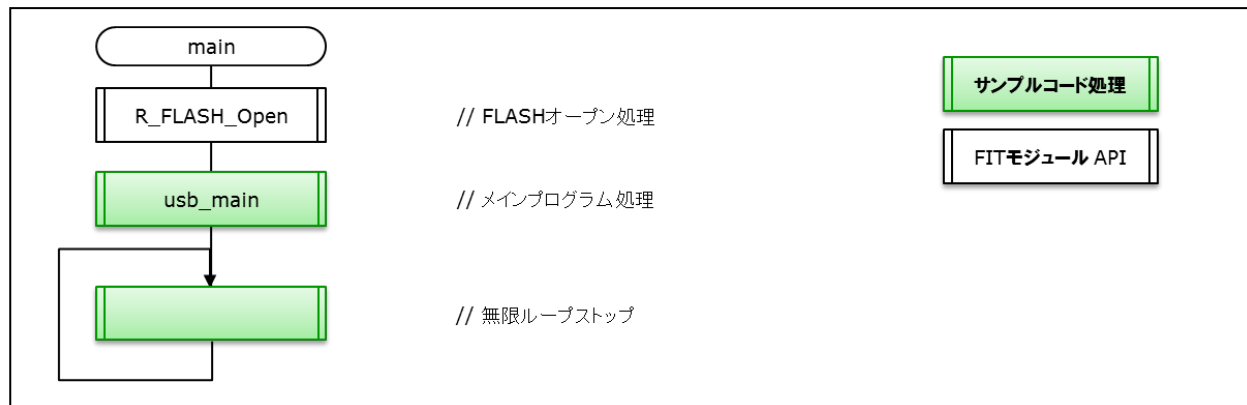 main
R_FLASH_Open
// FLASHオープン処理
usb_main
// メインプログラム処理
// 無限ループストップ
サンプルコード処理
FITモジュール API